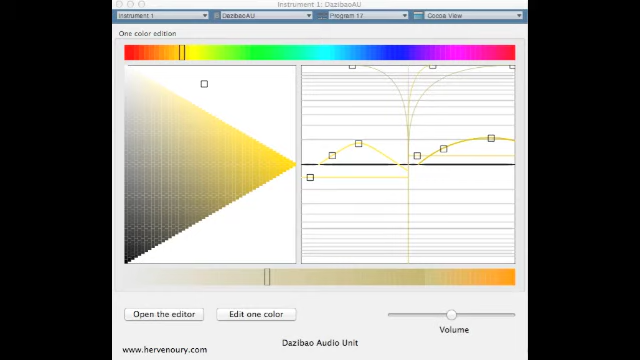 Instrument 1: DazibaoAU
Instrument 1
DazibaoAU
Program 17
Cocoa View
One color edition
Open the editor
Edit one color
Volume
Dazibao Audio Unit
www.hervenoury.com